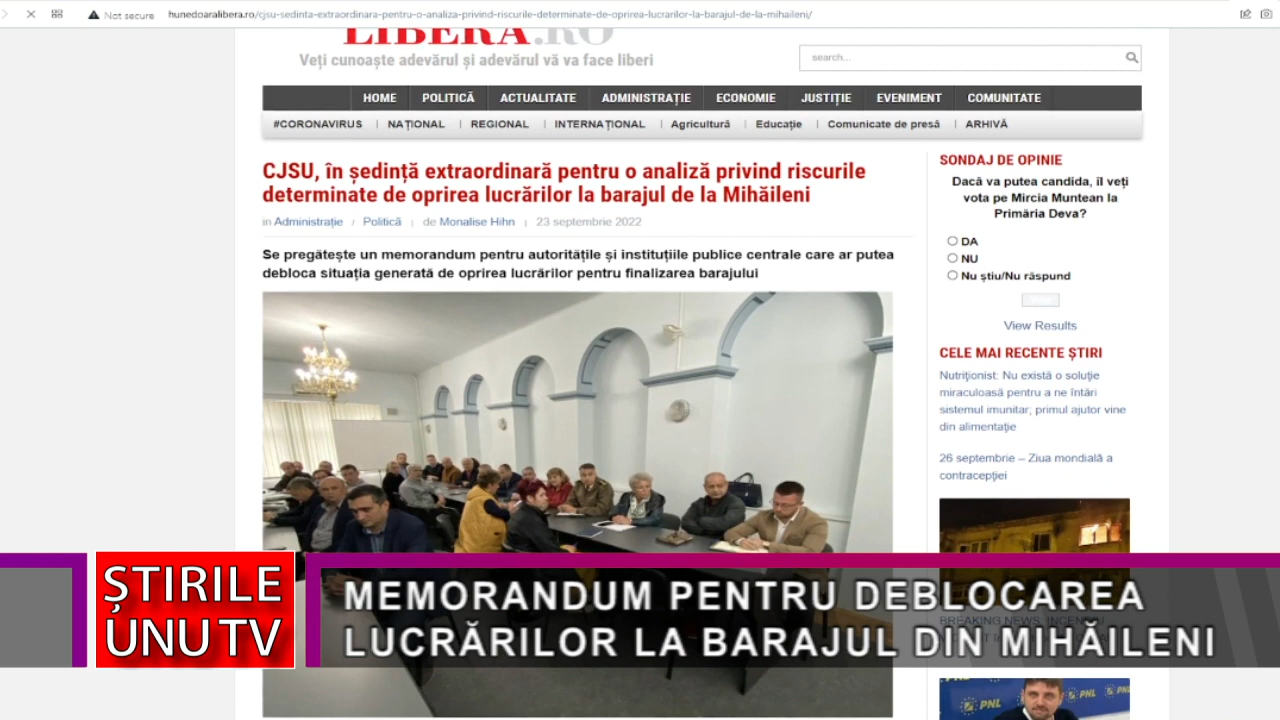 Not secure
hunedoaralibera.ro/cjsu-sedinta-extraordinara-pentru-o-analiza-privind-riscurile-determinate-de-oprirea-lucrarilor-la-barajul-de-la-mihaileni/
LIBERA.RO
Veți cunoaște adevărul și adevărul vă va face liberi
search...
HOME POLITICĂ ACTUALITATE ADMINISTRAȚIE ECONOMIE JUSTIȚIE EVENIMENT COMUNITATE
#CORONAVIRUS | NAȚIONAL | REGIONAL | INTERNAȚIONAL | Agricultură | Educație | Comunicate de presă | ARHIVĂ
CJSU, în ședință extraordinară pentru o analiză privind riscurile
determinate de oprirea lucrărilor la barajul de la Mihăileni
in Administrație / Politică | de Monalise Hihn | 23 septembrie 2022
Se pregătește un memorandum pentru autoritățile și instituțiile publice centrale care ar putea
debloca situația generată de oprirea lucrărilor pentru finalizarea barajului
SONDAJ DE OPINIE
Dacă va putea candida, îl veți
vota pe Mircia Muntean la
Primăria Deva?
DA
NU
Nu știu/Nu răspund
View Results
CELE MAI RECENTE ȘTIRI
Nutriționist: Nu există o soluție
miraculoasă pentru a ne întări
sistemul imunitar; primul ajutor vine
din alimentație
26 septembrie – Ziua mondială a
contracepției
BREAKING NEWS. INCENDIU
ȘTIRILE
UNU TV
MEMORANDUM PENTRU DEBLOCAREA
LUCRĂRILOR LA BARAJUL DIN MIHĂILENI
PNL
PNL
PNL